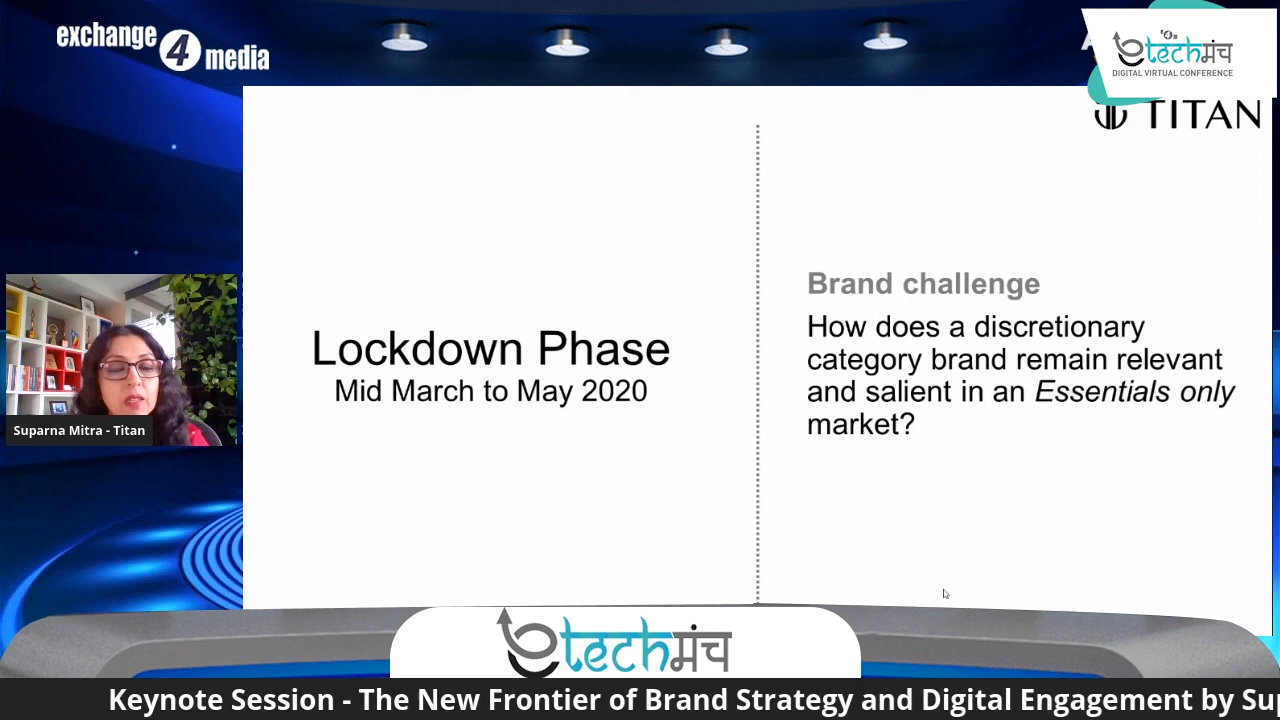 exchange
4
media
techमंच
DIGITAL VIRTUAL CONFERENCE
TITAN
Lockdown Phase
Mid March to May 2020
Brand challenge
How does a discretionary
category brand remain relevant
and salient in an Essentials only
market?
Suparna Mitra - Titan
techमंच
Keynote Session - The New Frontier of Brand Strategy and Digital Engagement by Su